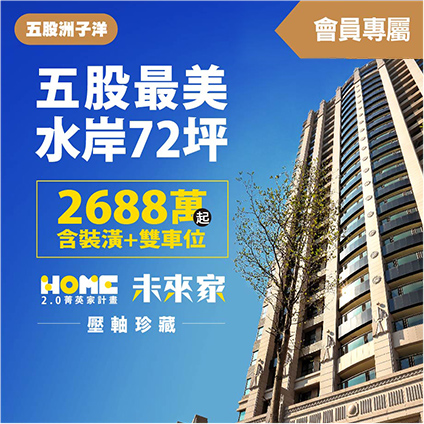 五股洲子洋
會員專屬
五股最美
水岸72坪
2688萬起
含裝潢+雙車位
HOME 未來家
2.0菁英家計畫
壓軸珍藏